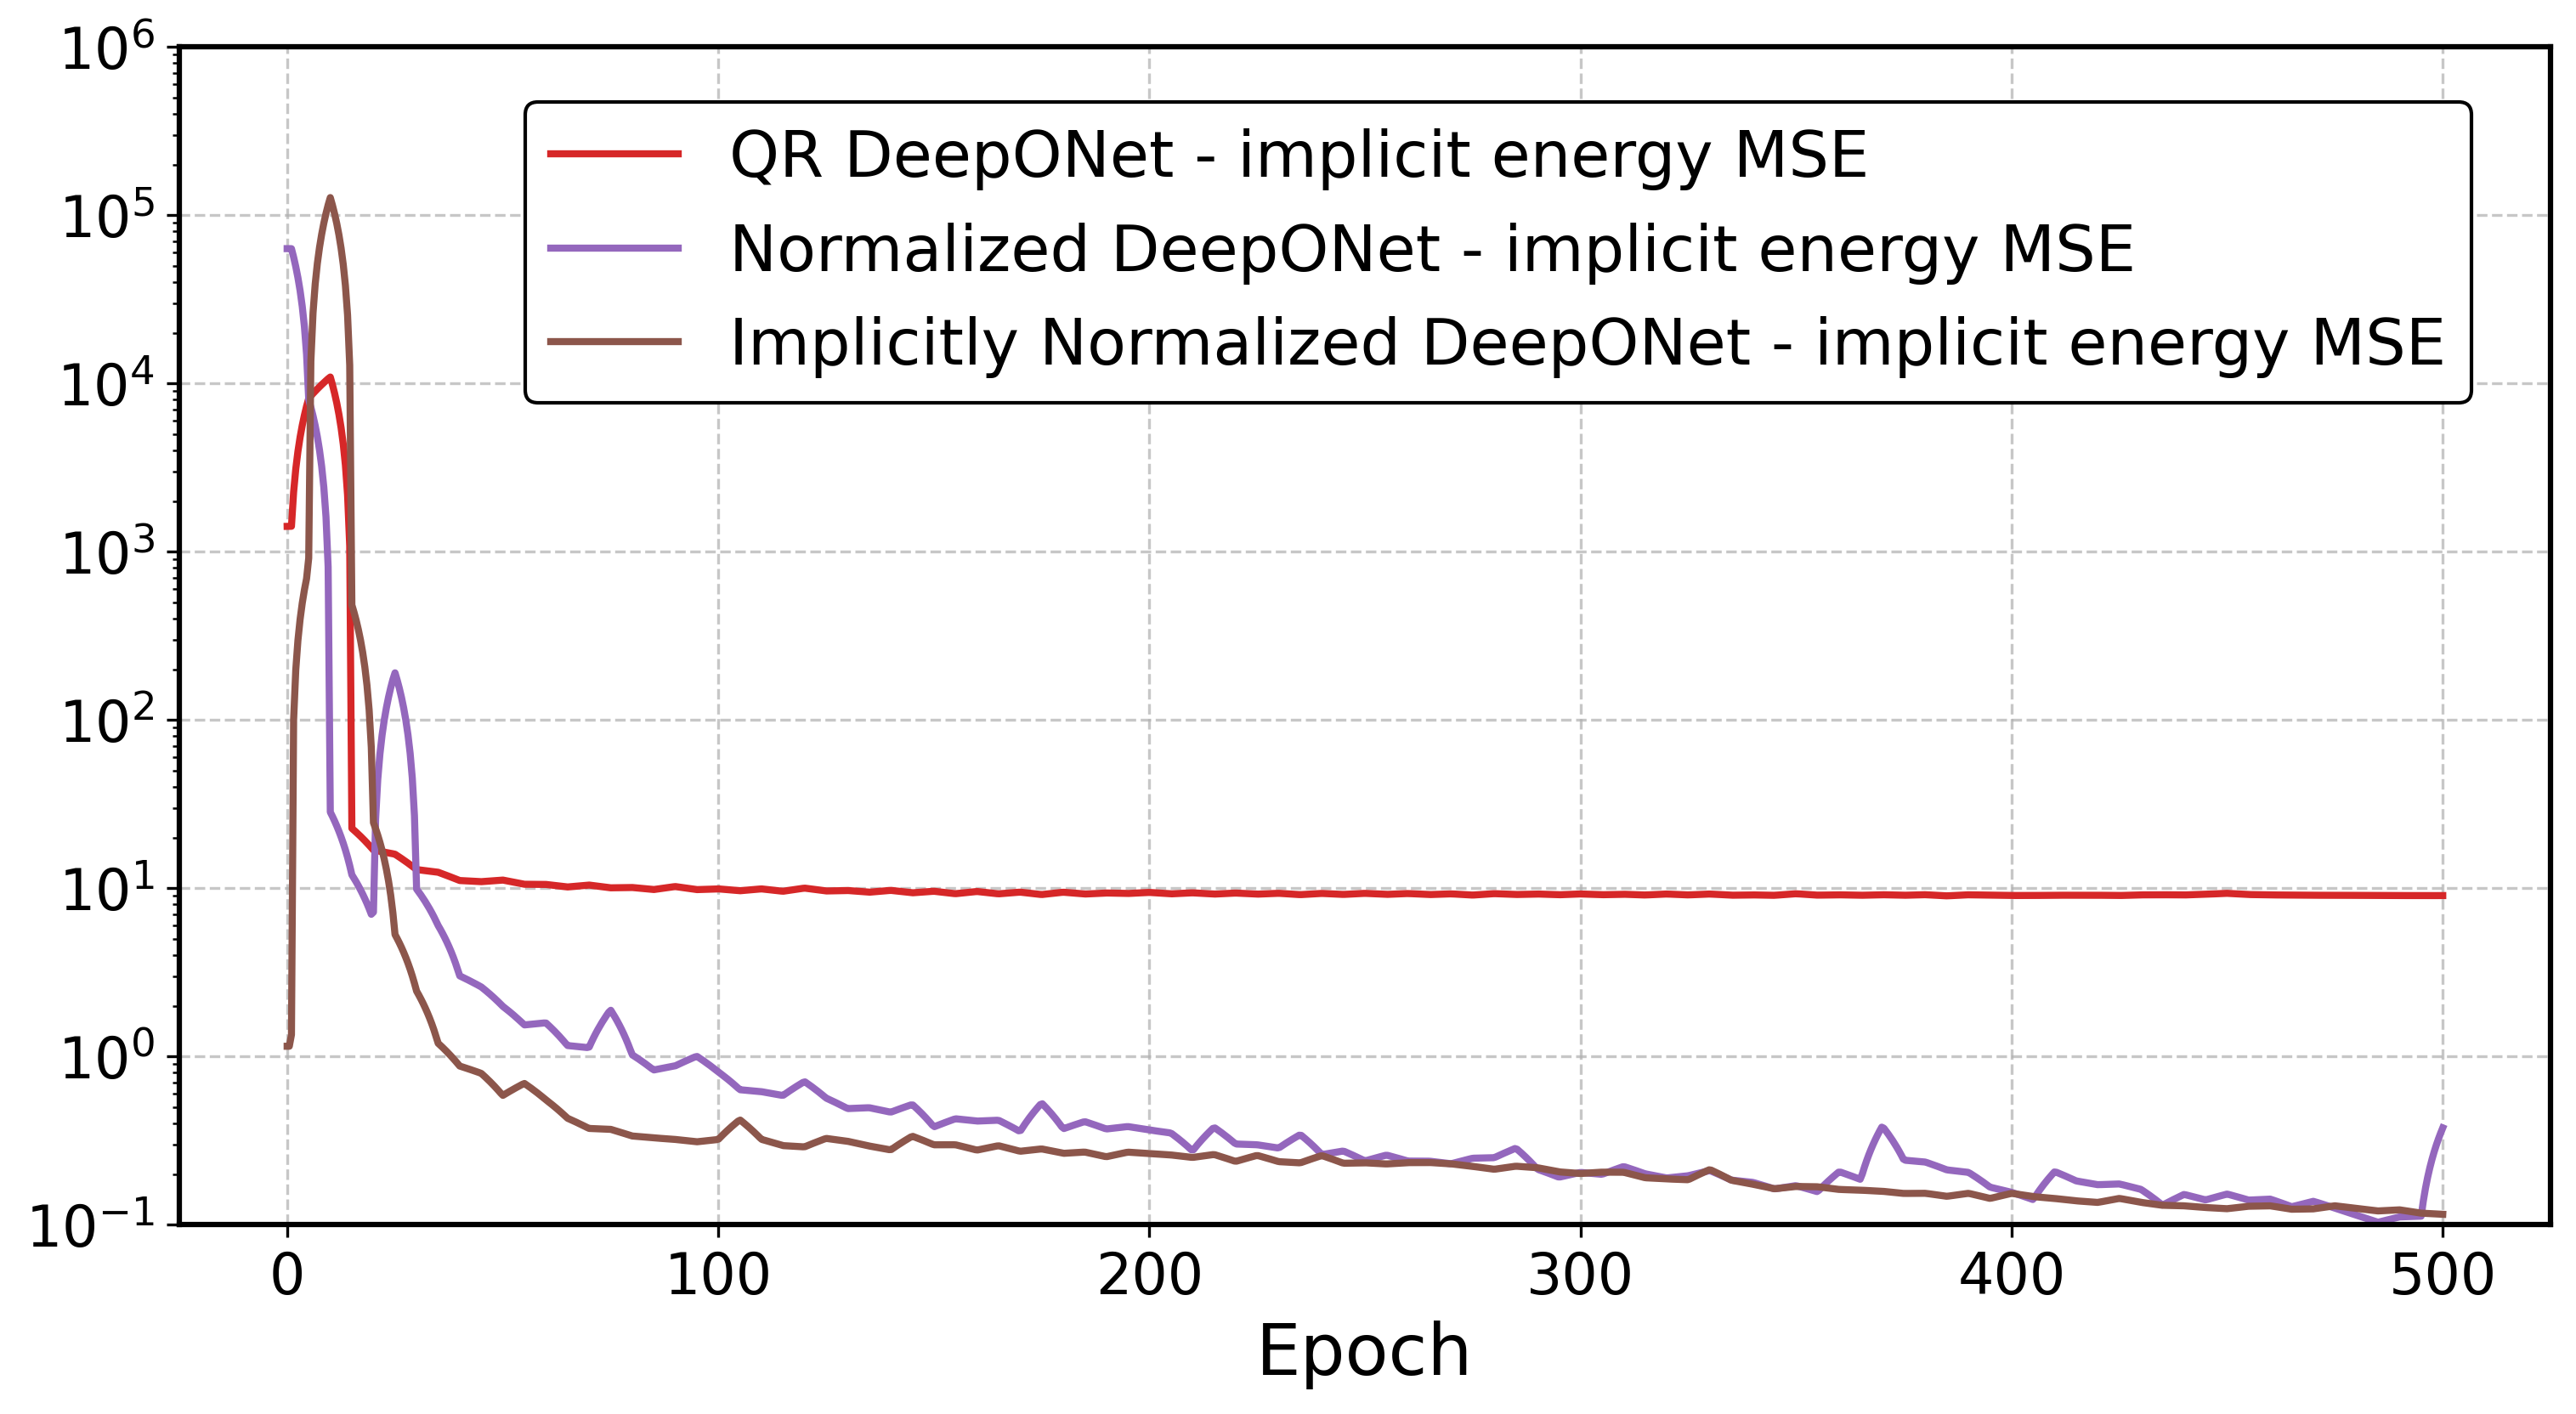 10⁶
10⁵
10⁴
10³
10²
10¹
10⁰
10⁻¹
QR DeepONet - implicit energy MSE
Normalized DeepONet - implicit energy MSE
Implicitly Normalized DeepONet - implicit energy MSE
0 100 200 300 400 500
Epoch